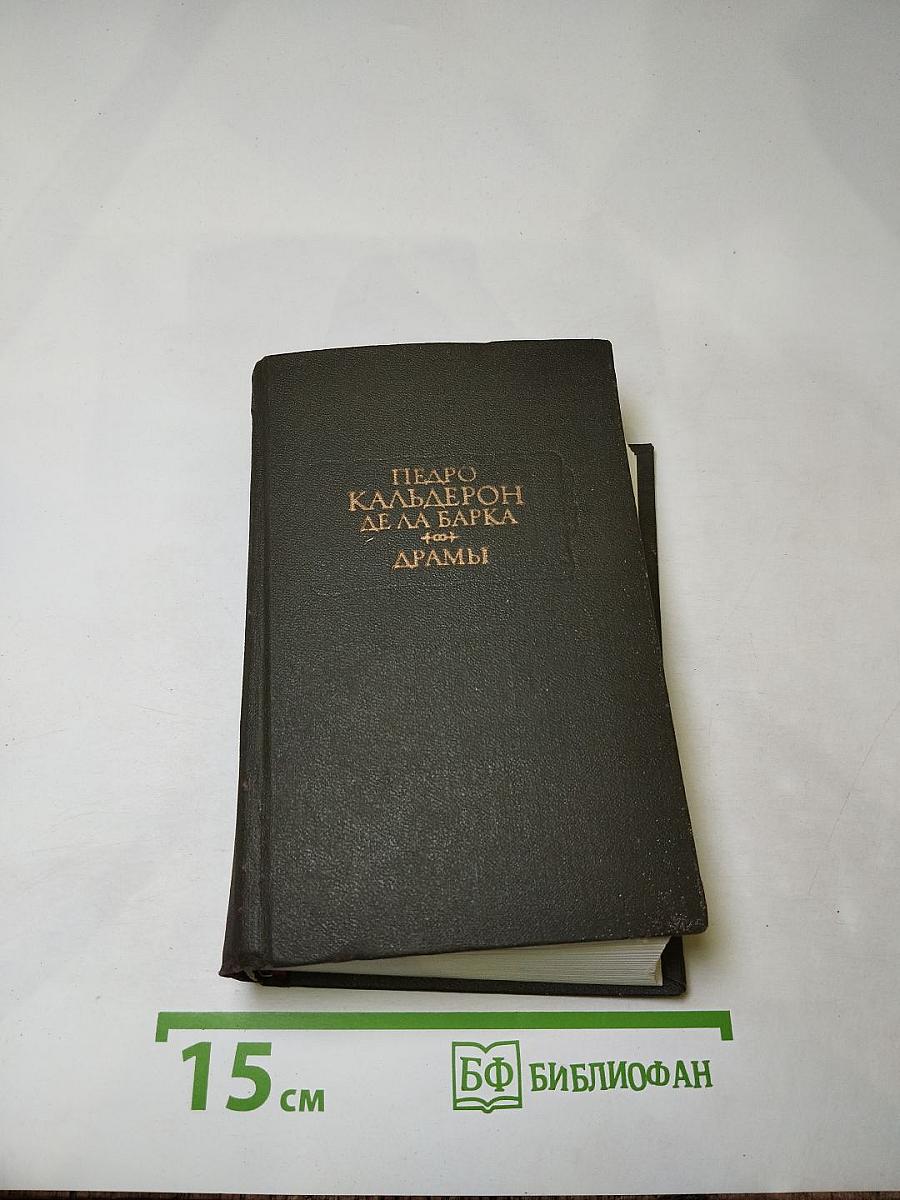 ПЕДРО
КАЛЬДЕРОН
ДЕ ЛА БАРКА
ДРАМЫ
15 см
БФ БИБЛИОФАН